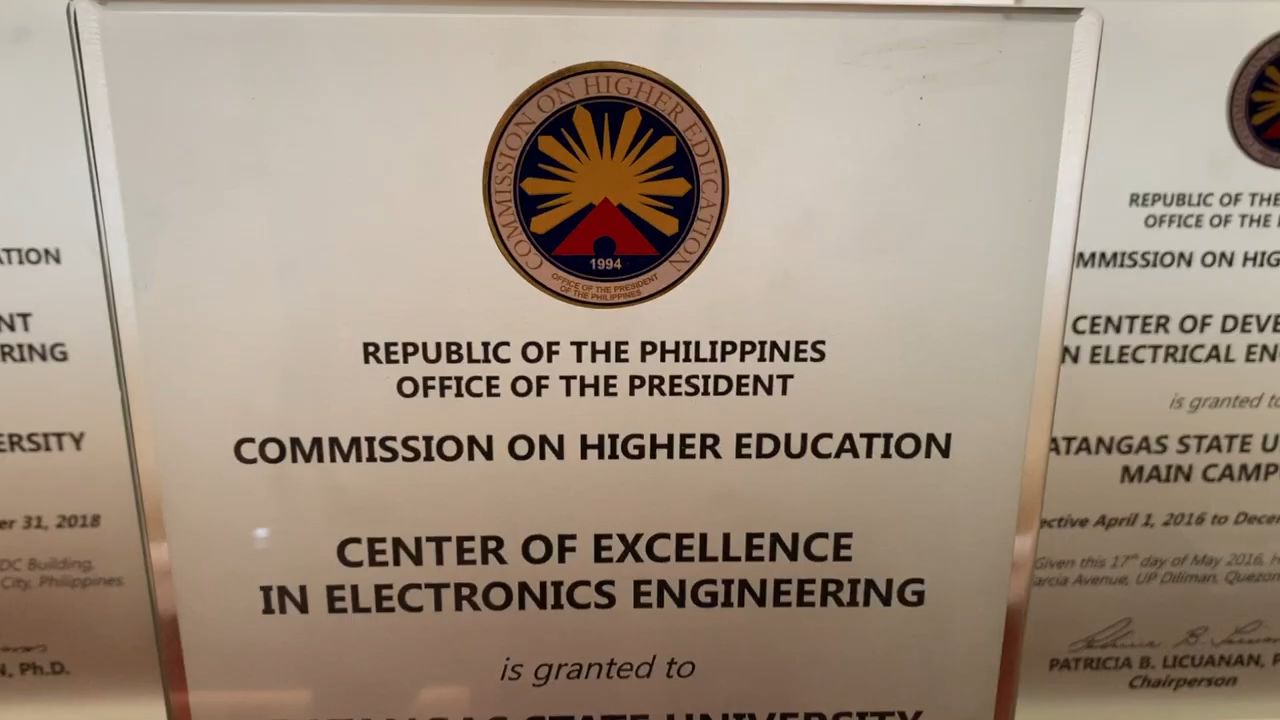 COMMISSION ON HIGHER EDUCATION
1994
OFFICE OF THE PRESIDENT
OF THE PHILIPPINES
REPUBLIC OF THE PHILIPPINES
OFFICE OF THE PRESIDENT
COMMISSION ON HIGHER EDUCATION
CENTER OF EXCELLENCE
IN ELECTRONICS ENGINEERING
is granted to
STATE UNIVERSITY
ATION
NT
RING
ERSITY
er 31, 2018
DC Building,
City, Philippines
N, Ph.D.
REPUBLIC OF THE
OFFICE OF THE
MMISSION ON HIG
CENTER OF DEVE
N ELECTRICAL EN
is granted to
ATANGAS STATE U
MAIN CAMP
ective April 1, 2016 to Dece
Given this 17th day of May 2016, H
arcia Avenue, UP Diliman, Quezon
PATRICIA B. LICUANAN, P
Chairperson